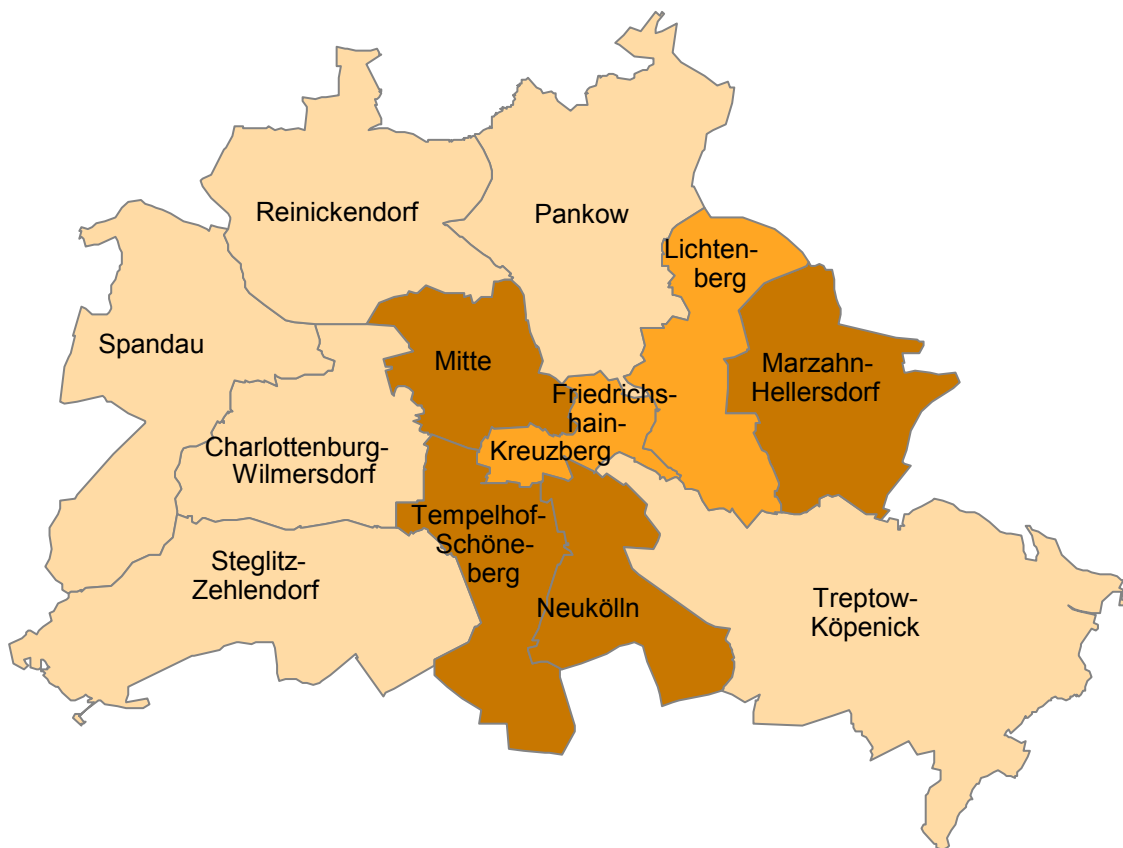 Reinickendorf
Pankow
Lichten-
berg
Spandau
Mitte
Marzahn-
Hellersdorf
Friedrichs-
hain-
Kreuzberg
Charlottenburg-
Wilmersdorf
Tempelhof-
Schöne-
berg
Steglitz-
Zehlendorf
Neukölln
Treptow-
Köpenick